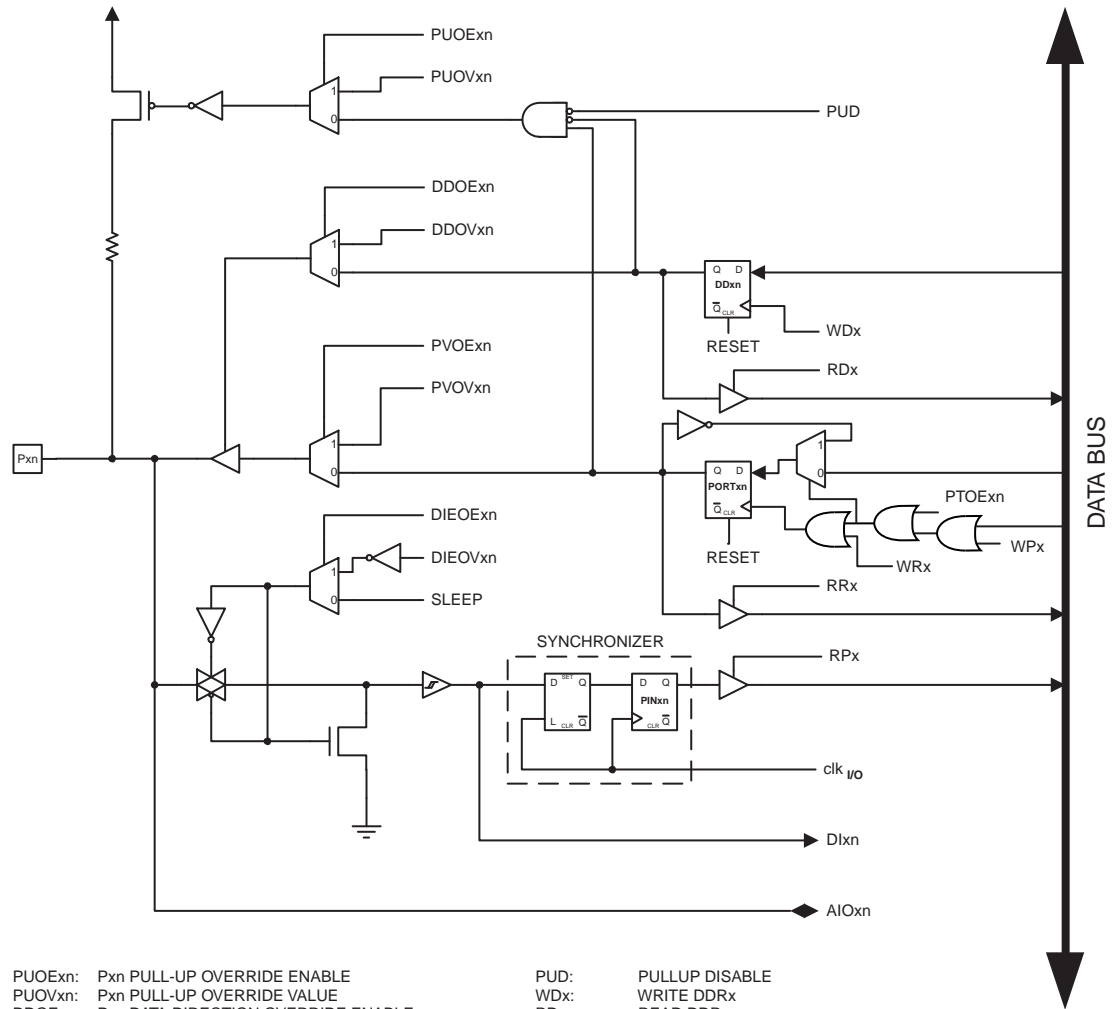 PUOExn
PUOVxn
1
0
PUD
DDOExn
DDOVxn
1
0
Q D
DDxn
Q CLR
WDx
RESET
PVOExn
RDx
PVOVxn
1
0
Pxn
1
0
Q D
PORTxn
Q CLR
PTOExn
WPx
DATA BUS
DIEOExn
RESET
WRx
DIEOVxn
1
0
SLEEP
RRx
SYNCHRONIZER
RPx
D SET Q
L CLR Q
D Q
PINxn
CLR Q
clk I/O
DIxn
AIOxn
PUOExn: Pxn PULL-UP OVERRIDE ENABLE PUD: PULLUP DISABLE
PUOVxn: Pxn PULL-UP OVERRIDE VALUE WDx: WRITE DDRx